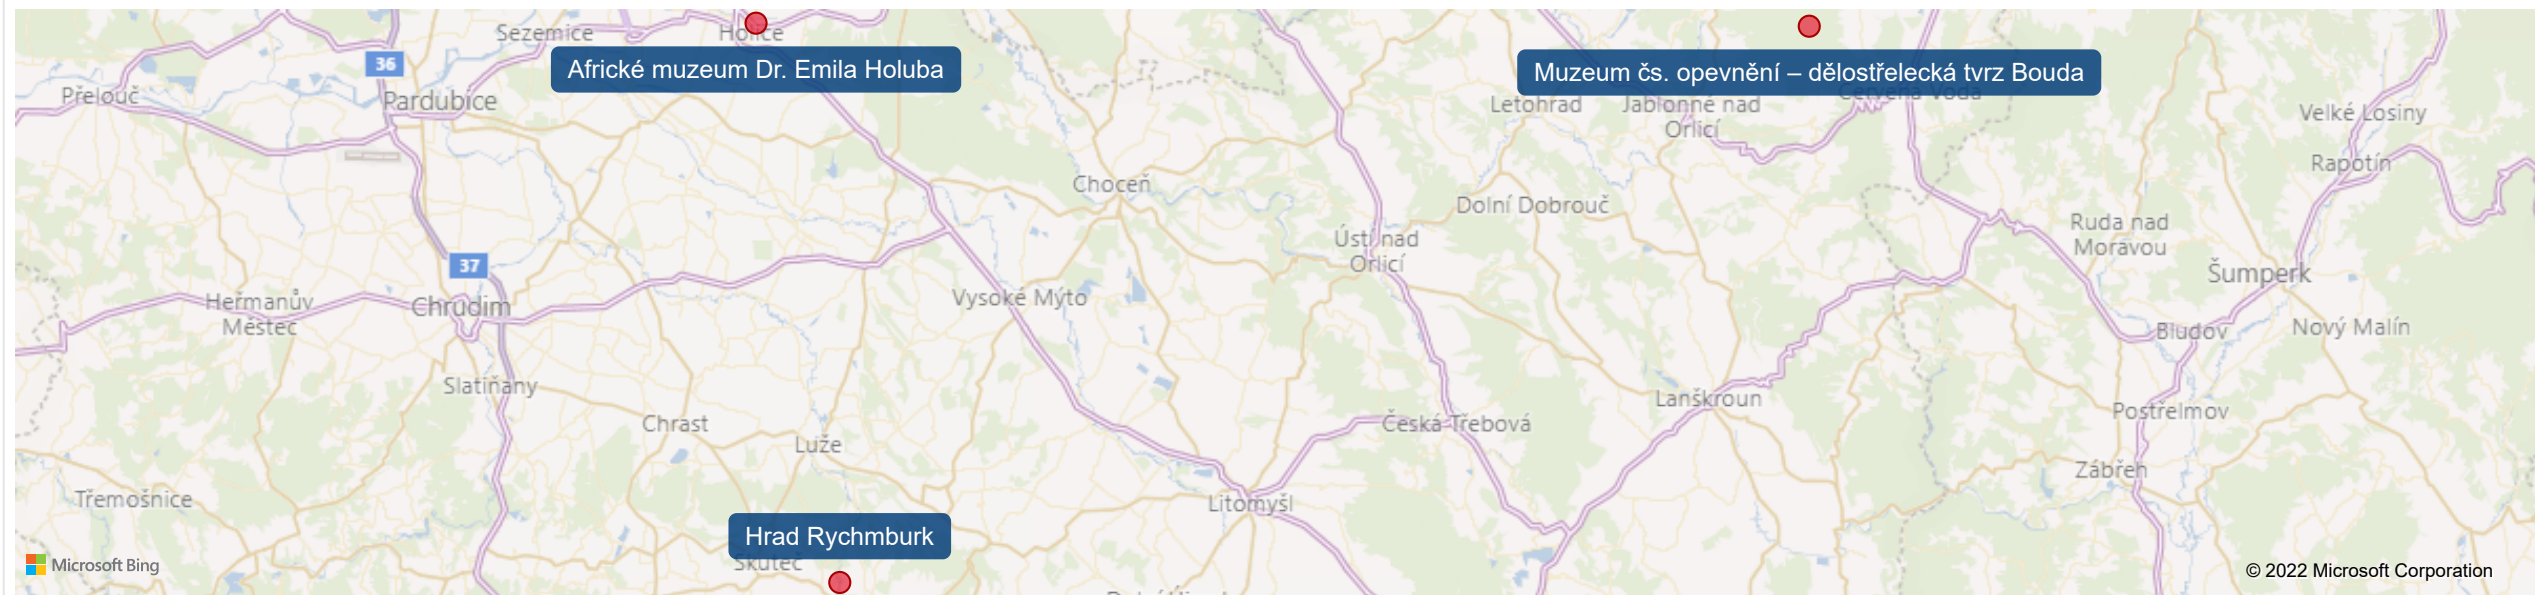 Sezemice
Holice
36
Africké muzeum Dr. Emila Holuba
Muzeum čs. opevnění – dělostřelecká tvrz Bouda
Přelouč
Pardubice
Letohrad
Jablonné nad
Orlicí
Červená Voda
Velké Losiny
Rapotín
Choceň
Dolní Dobrouč
Ústí nad
Orlicí
Ruda nad
Moravou
Šumperk
37
Heřmanův
Městec
Chrudim
Vysoké Mýto
Bludov
Nový Malín
Slatiňany
Lanškroun
Postřelmov
Chrast
Luže
Česká Třebová
Zábřeh
Třemošnice
Litomyšl
Hrad Rychmburk
Skuteč
Microsoft Bing
© 2022 Microsoft Corporation